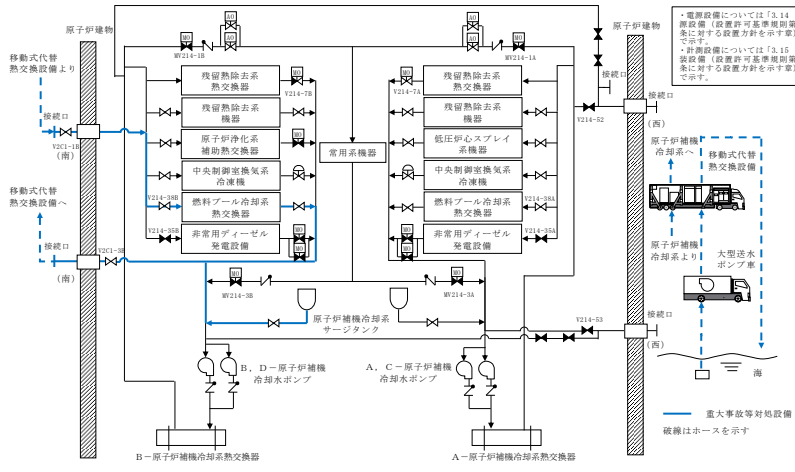 原子炉建物
移動式代替
熱交換設備より
接続口
V2C1-1B
(南)
移動式代替
熱交換設備へ
接続口
V2C1-3B
(南)
AO
AO
MO
MV214-1B
残留熱除去系
熱交換器
MO
V214-7B
残留熱除去系
機器
原子炉浄化系
補助熱交換器
MO
中央制御室換気系
冷凍機
V214-38B
燃料プール冷却系
熱交換器
V214-35B
非常用ディーゼル
発電設備
MO
MO
常用系機器
AO
AO
MO
MV214-1A
MO
V214-7A
残留熱除去系
熱交換器
残留熱除去系
機器
低圧炉心スプレイ
系機器
中央制御室換気系
冷凍機
燃料プール冷却系
熱交換器
V214-38A
非常用ディーゼル
発電設備
V214-35A
MO
MO
MO
MV214-3B
MO
MV214-3A
原子炉補機冷却系
サージタンク
B,D-原子炉補機
冷却水ポンプ
A,C-原子炉補機
冷却水ポンプ
B-原子炉補機冷却系熱交換器
A-原子炉補機冷却系熱交換器
原子炉建物
接続口
接続口
V214-52
(西)
V214-53
接続口
(西)
・電源設備については「3.14
源設備(設置許可基準規則第
条に対する設置方針を示す章)
で示す。
・計測設備については「3.15
装設備(設置許可基準規則第
条に対する設置方針を示す章)
で示す。
原子炉補機
冷却系へ
移動式代替
熱交換設備
原子炉補機
冷却系より
大型送水
ポンプ車
海
重大事故等対処設備
破線はホースを示す